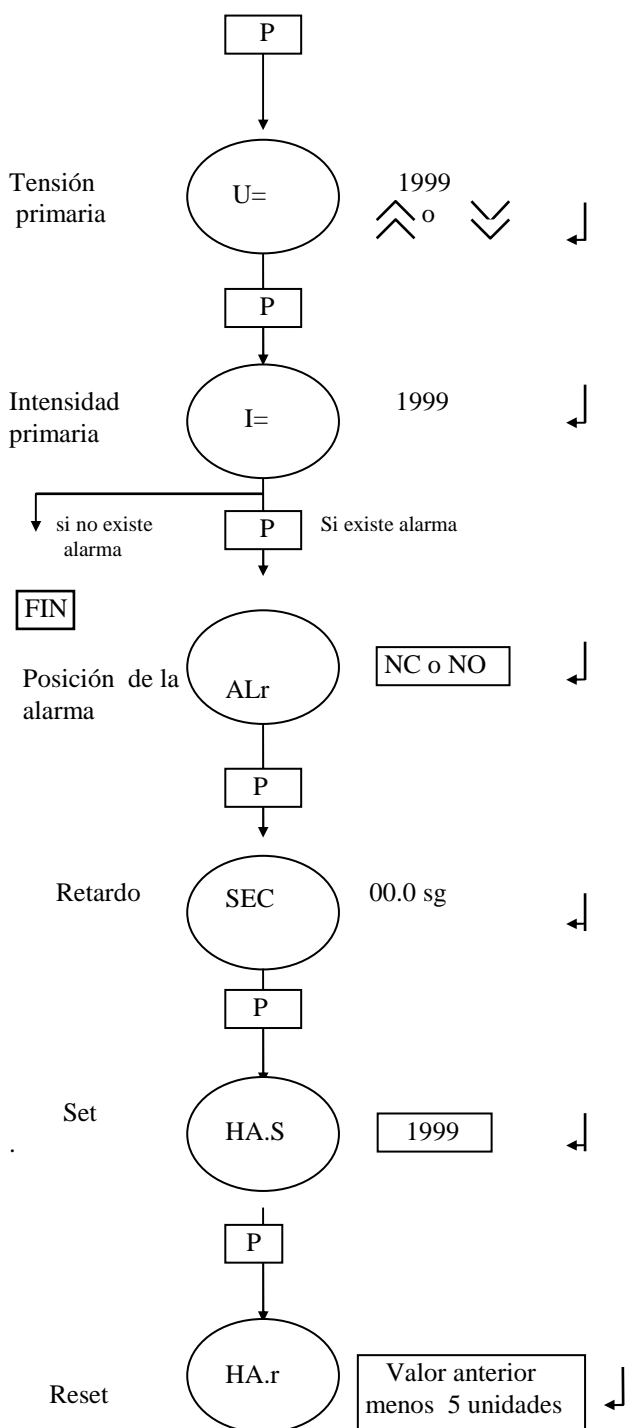 P
Tensión
primaria
U=
1999
o
P
Intensidad
primaria
I=
1999
si no existe
alarma
P
Si existe alarma
FIN
Posición de la
alarma
ALr
NC o NO
P
Retardo
SEC
00.0 sg
P
Set
.
HA.S
1999
P
Reset
HA.r
Valor anterior
menos 5 unidades